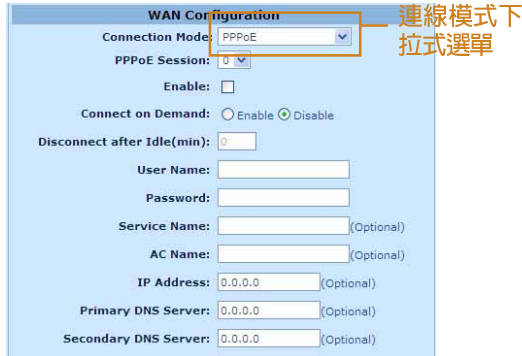 WAN Configuration
Connection Mode: PPPoE
連線模式下
拉式選單
PPPoE Session: 0
Enable:
Connect on Demand: Enable Disable
Disconnect after Idle(min): 0
User Name:
Password:
Service Name: (Optional)
AC Name: (Optional)
IP Address: 0.0.0.0 (Optional)
Primary DNS Server: 0.0.0.0 (Optional)
Secondary DNS Server: 0.0.0.0 (Optional)